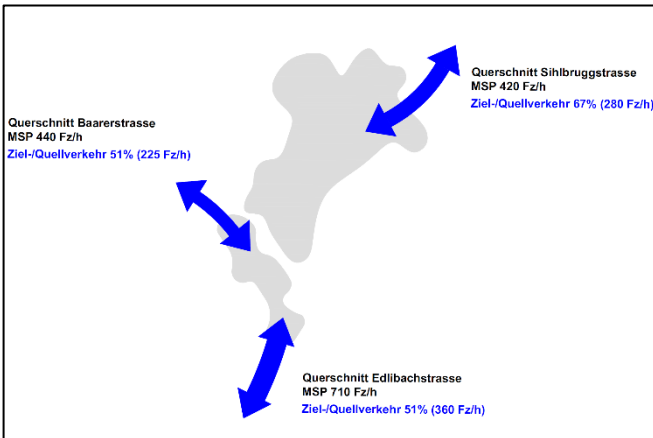 Querschnitt Sihlbruggstrasse
MSP 420 Fz/h
Ziel-/Quellverkehr 67% (280 Fz/h)
Querschnitt Baarerstrasse
MSP 440 Fz/h
Ziel-/Quellverkehr 51% (225 Fz/h)
Querschnitt Edlibachstrasse
MSP 710 Fz/h
Ziel-/Quellverkehr 51% (360 Fz/h)